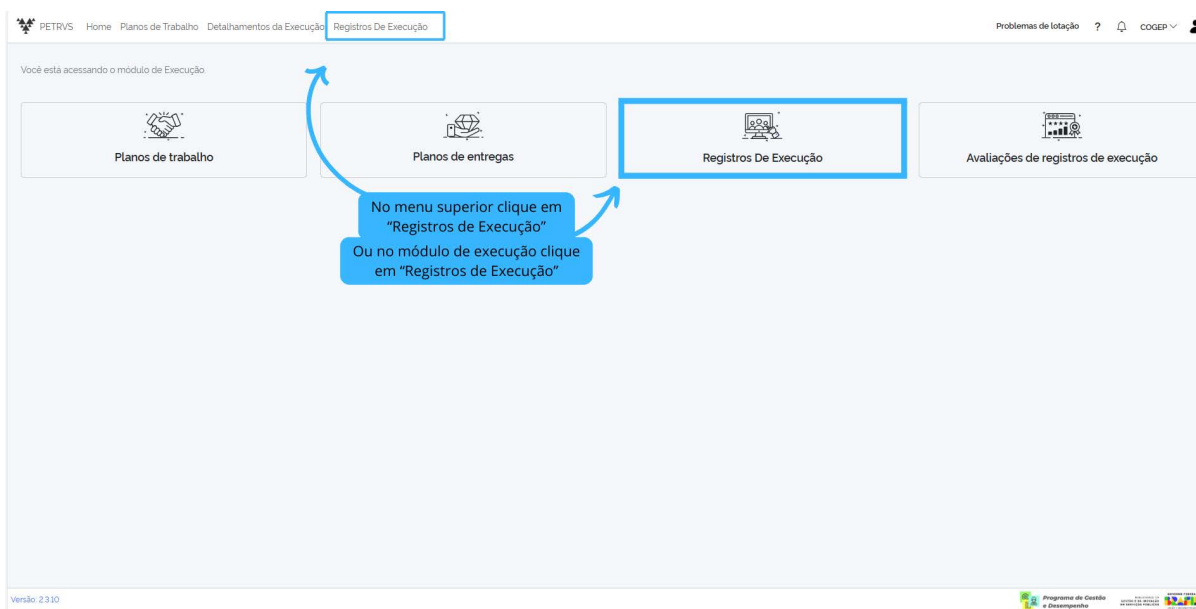 PETRVS Home Planos de Trabalho Detalhamentos da Execução Registros De Execução Problemas de lotação ? COGEP
Você está acessando o módulo de Execução.
Planos de trabalho
Planos de entregas
Registros De Execução
Avaliações de registros de execução
No menu superior clique em
“Registros de Execução”
Ou no módulo de execução clique
em “Registros de Execução”
Versão: 2.3.10
Programa de Gestão
e Desempenho